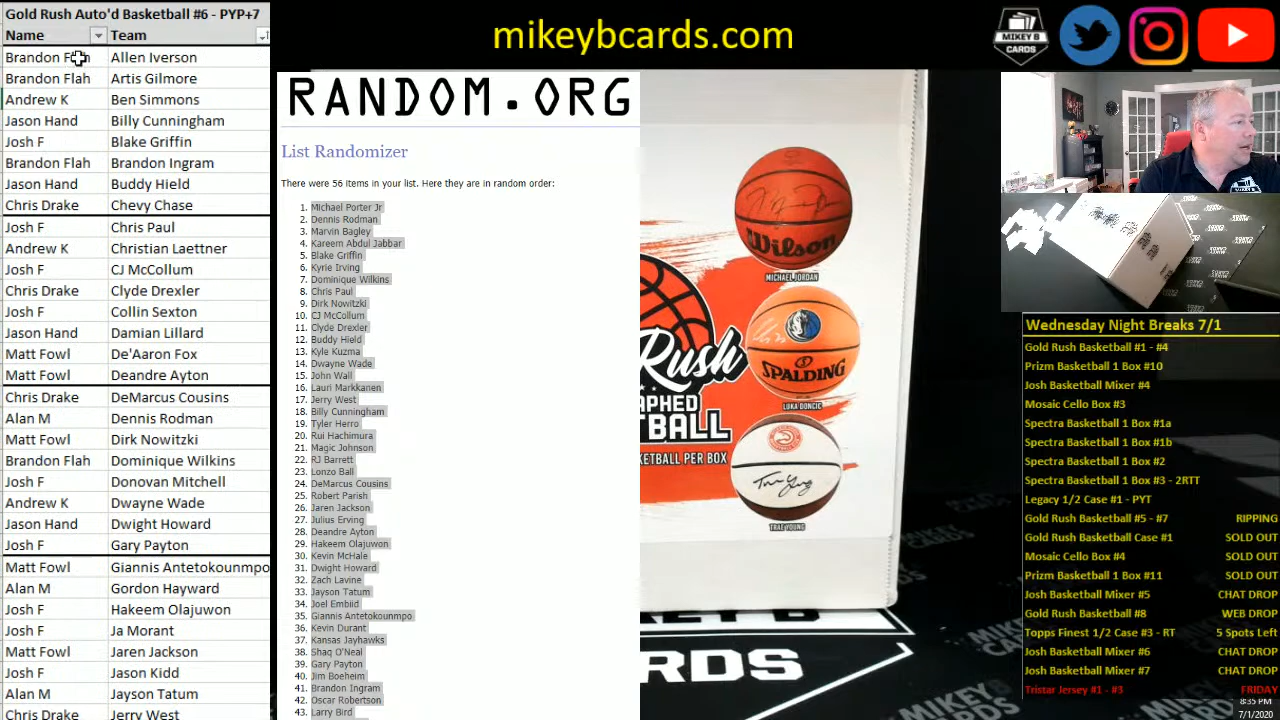 Gold Rush Auto'd Basketball #6 - PYP+7
Name Team
Brandon Flah Allen Iverson
Brandon Flah Artis Gilmore
Andrew K Ben Simmons
Jason Hand Billy Cunningham
Josh F Blake Griffin
Brandon Flah Brandon Ingram
Jason Hand Buddy Hield
Chris Drake Chevy Chase
Josh F Chris Paul
Andrew K Christian Laettner
Josh F CJ McCollum
Chris Drake Clyde Drexler
Josh F Collin Sexton
Jason Hand Damian Lillard
Matt Fowl De'Aaron Fox
Matt Fowl Deandre Ayton
Chris Drake DeMarcus Cousins
Alan M Dennis Rodman
Matt Fowl Dirk Nowitzki
Brandon Flah Dominique Wilkins
Josh F Donovan Mitchell
Andrew K Dwayne Wade
Jason Hand Dwight Howard
Josh F Gary Payton
Matt Fowl Giannis Antetokounmpo
Alan M Gordon Hayward
Josh F Hakeem Olajuwon
Josh F Ja Morant
Matt Fowl Jaren Jackson
Josh F Jason Kidd
Alan M Jayson Tatum
Chris Drake Jerry West
mikeybcards.com
MIKEY B
CARDS
RANDOM.ORG
List Randomizer
There were 56 items in your list. Here they are in random order:
1. Michael Porter Jr
2. Dennis Rodman
3. Marvin Bagley
4. Kareem Abdul Jabbar
5. Blake Griffin
6. Kyrie Irving
7. Dominique Wilkins
8. Chris Paul
9. Dirk Nowitzki
10. CJ McCollum
11. Clyde Drexler
12. Buddy Hield
13. Kyle Kuzma
14. Dwayne Wade
15. John Wall
16. Lauri Markkanen
17. Jerry West
18. Billy Cunningham
19. Tyler Herro
20. Rui Hachimura
21. Magic Johnson
22. RJ Barrett
23. Lonzo Ball
24. DeMarcus Cousins
25. Robert Parish
26. Jaren Jackson
27. Julius Erving
28. Deandre Ayton
29. Hakeem Olajuwon
30. Kevin McHale
31. Dwight Howard
32. Zach Lavine
33. Jayson Tatum
34. Joel Embiid
35. Giannis Antetokounmpo
36. Kevin Durant
37. Kansas Jayhawks
38. Shaq O'Neal
39. Gary Payton
40. Jim Boeheim
41. Brandon Ingram
42. Oscar Robertson
43. Larry Bird
Wilson
MICHAEL JORDAN
SPALDING
LUKA DONCIC
TRAE YOUNG
Rush
APHED
TBALL
KETBALL PER BOX
RDS
Wednesday Night Breaks 7/1
Gold Rush Basketball #1 - #4
Prizm Basketball 1 Box #10
Josh Basketball Mixer #4
Mosaic Cello Box #3
Spectra Basketball 1 Box #1a
Spectra Basketball 1 Box #1b
Spectra Basketball 1 Box #2
Spectra Basketball 1 Box #3 - 2RTT
Legacy 1/2 Case #1 - PYT
Gold Rush Basketball #5 - #7 RIPPING
Gold Rush Basketball Case #1 SOLD OUT
Mosaic Cello Box #4 SOLD OUT
Prizm Basketball 1 Box #11 SOLD OUT
Josh Basketball Mixer #5 CHAT DROP
Gold Rush Basketball #8 WEB DROP
Topps Finest 1/2 Case #3 - RT 5 Spots Left
Josh Basketball Mixer #6 CHAT DROP
Josh Basketball Mixer #7 CHAT DROP
Tristar Jersey #1 - #3 FRIDAY
8:35 PM
7/1/2020